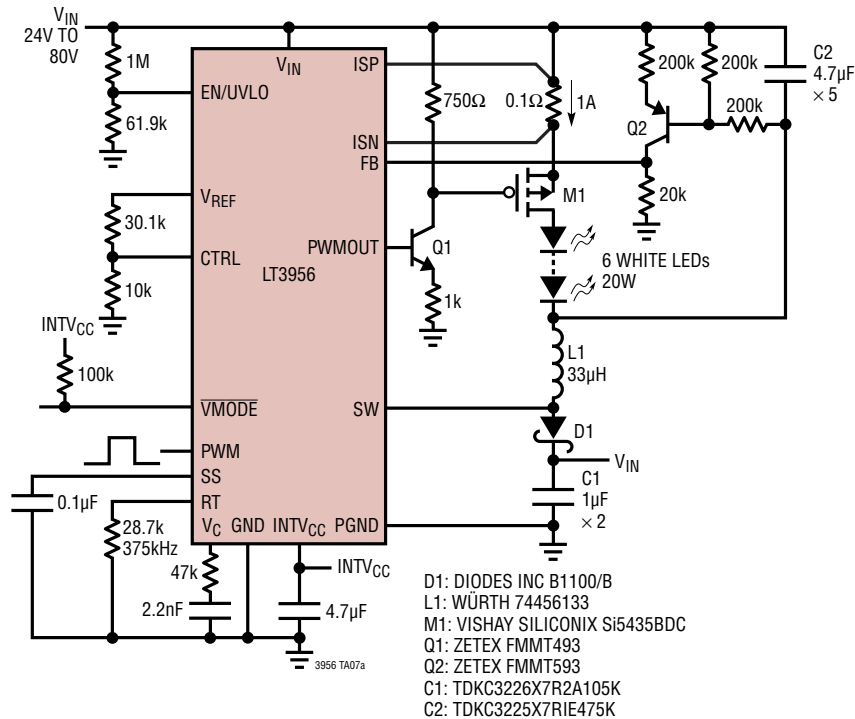 VIN
24V TO
80V
1M
61.9k
EN/UVLO
VIN
ISP
ISN
FB
750Ω
0.1Ω
1A
200k
200k
200k
C2
4.7µF
× 5
Q2
20k
M1
VREF
30.1k
CTRL
10k
LT3956
PWMOUT
Q1
1k
6 WHITE LEDs
20W
INTVCC
100k
VMODE
L1
33µH
SW
D1
VIN
C1
1µF
× 2
PWM
SS
RT
0.1µF
28.7k
375kHz
VC
GND
INTVCC
PGND
47k
2.2nF
INTVCC
4.7µF
3956 TA07a
D1: DIODES INC B1100/B
L1: WÜRTH 74456133
M1: VISHAY SILICONIX Si5435BDC
Q1: ZETEX FMMT493
Q2: ZETEX FMMT593
C1: TDKC3226X7R2A105K
C2: TDKC3225X7RIE475K